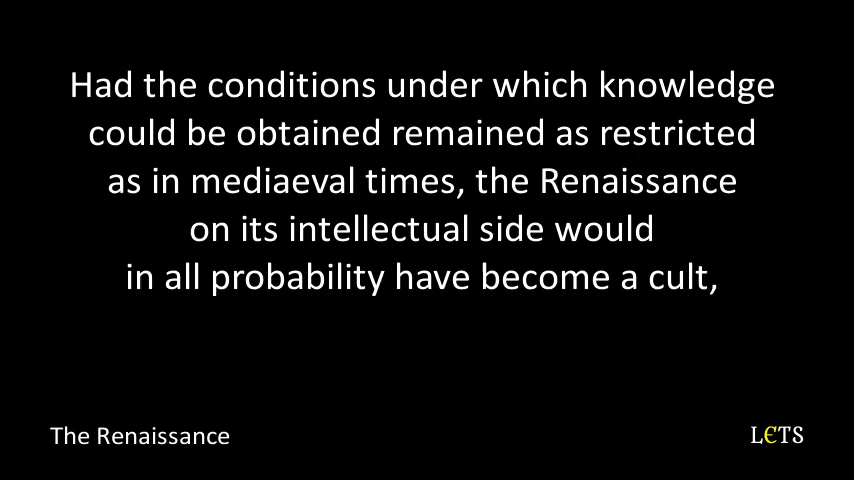 Had the conditions under which knowledge
could be obtained remained as restricted
as in mediaeval times, the Renaissance
on its intellectual side would
in all probability have become a cult,
The Renaissance
LЄTS